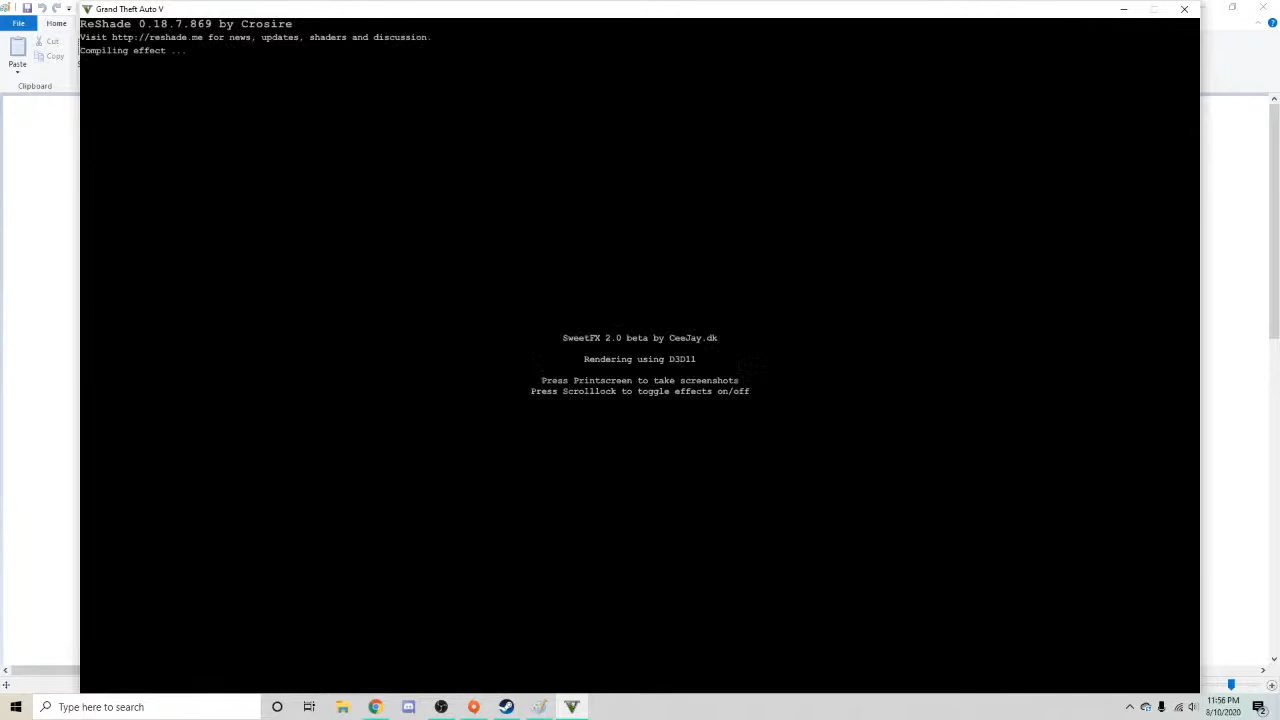 Grand Theft Auto V
File
Home
ReShade 0.18.7.869 by Crosire
Visit http://reshade.me for news, updates, shaders and discussion.
Compiling effect ...
Cut
Copy
Paste
Clipboard
SweetFX 2.0 beta by CeeJay.dk
Rendering using D3D11
Press Printscreen to take screenshots
Press Scrolllock to toggle effects on/off
Type here to search
11:56 PM
8/10/2020
2